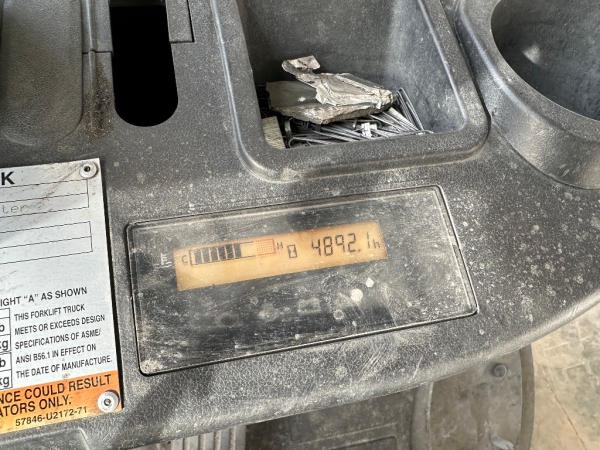 K
ter
IGHT "A" AS SHOWN
b THIS FORKLIFT TRUCK
kg MEETS OR EXCEEDS DESIGN
SPECIFICATIONS OF ASME/
b ANSI B56.1 IN EFFECT ON
kg THE DATE OF MANUFACTURE.
NCE COULD RESULT
ATORS ONLY.
57846-U2172-71
C H 4892.1h